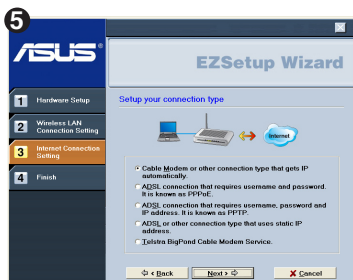 5
ASUS
EZSetup Wizard
1 Hardware Setup
2 Wireless LAN
Connection Setting
3 Internet Connection
Setting
4 Finish
Setup your connection type
Internet
Cable Modem or other connection type that gets IP
automatically.
ADSL connection that requires username and password.
It is known as PPPoE.
ADSL connection that requires username, password and
IP address. It is known as PPTP.
ADSL or other connection type that uses static IP
address.
Telstra BigPond Cable Modem Service.
< Back
Next >
Cancel